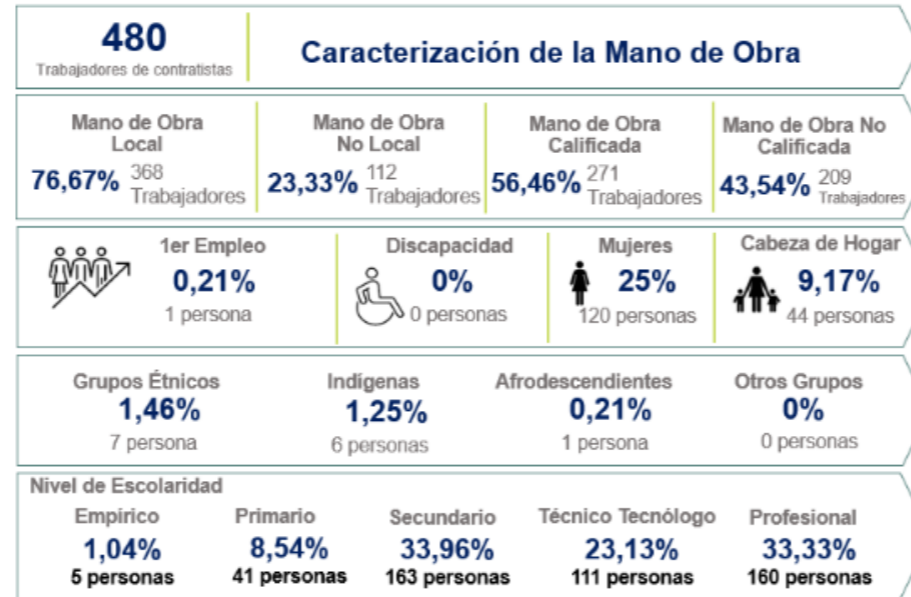 480
Trabajadores de contratistas
Caracterización de la Mano de Obra
Mano de Obra
Local
76,67% 368
Trabajadores
Mano de Obra
No Local
23,33% 112
Trabajadores
Mano de Obra
Calificada
56,46% 271
Trabajadores
Mano de Obra No
Calificada
43,54% 209
Trabajadores
1er Empleo
0,21%
1 persona
Discapacidad
0%
0 personas
Mujeres
25%
120 personas
Cabeza de Hogar
9,17%
44 personas
Grupos Étnicos
1,46%
7 persona
Indígenas
1,25%
6 personas
Afrodescendientes
0,21%
1 persona
Otros Grupos
0%
0 personas
Nivel de Escolaridad
Empírico
1,04%
5 personas
Primario
8,54%
41 personas
Secundario
33,96%
163 personas
Técnico Tecnólogo
23,13%
111 personas
Profesional
33,33%
160 personas